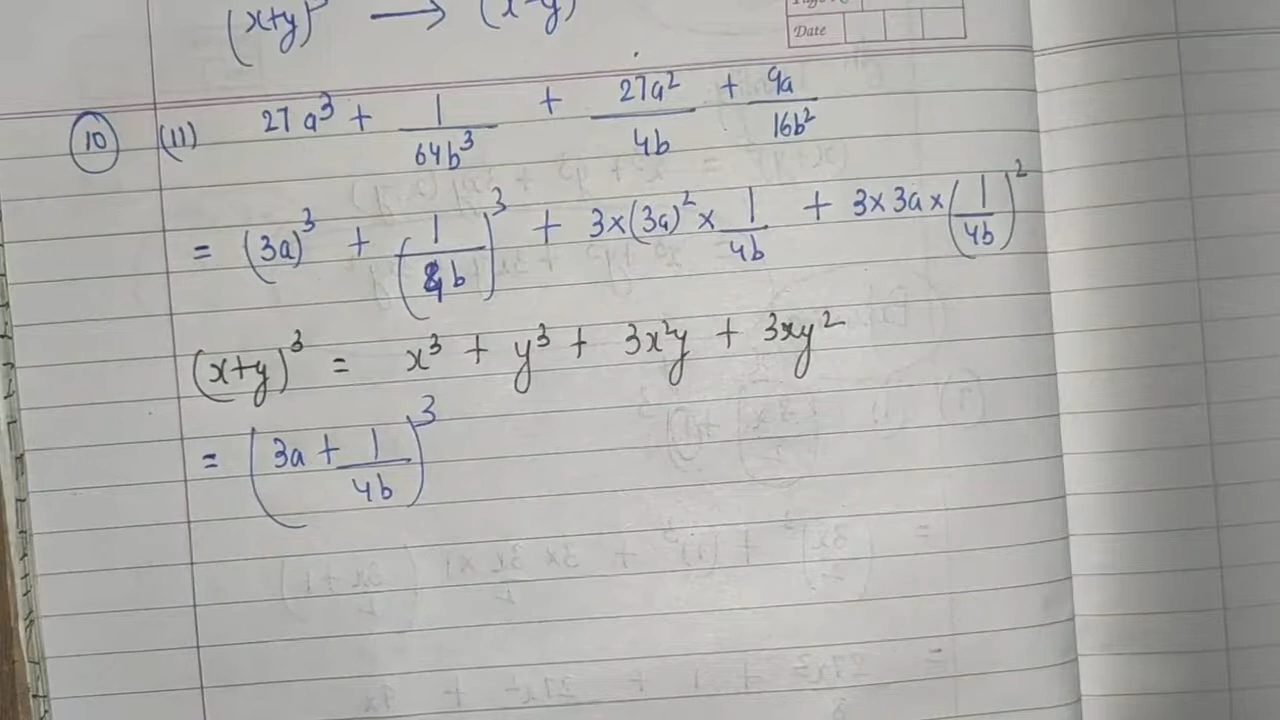 (x+y)³ → (x-y)
Date
10 (11) 27a³ + 1/64b³ + 27a²/4b + 9a/16b²
= (3a)³ + (1/4b)³ + 3×(3a)²×1/4b + 3×3a×(1/4b)²
(x+y)³ = x³ + y³ + 3x²y + 3xy²
= (3a + 1/4b)³